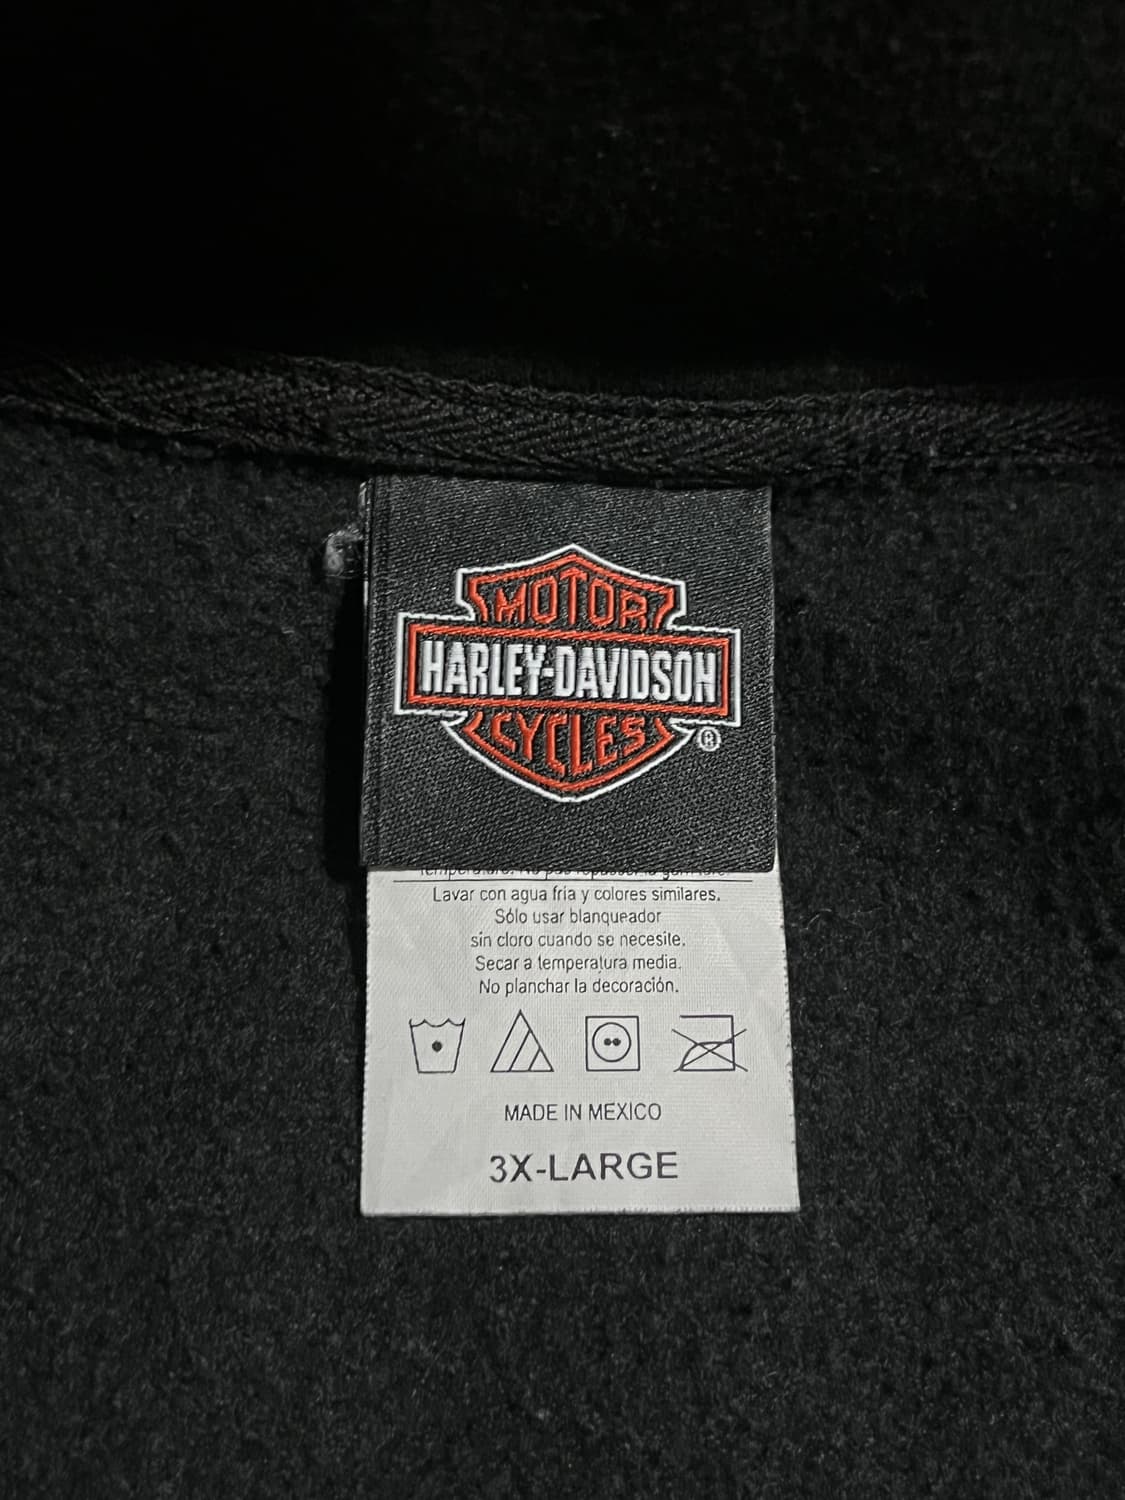 MOTOR
HARLEY-DAVIDSON
CYCLES
®
Lavar con agua fría y colores similares.
Sólo usar blanqueador
sin cloro cuando se necesite.
Secar a temperatura media.
No planchar la decoración.
MADE IN MEXICO
3X-LARGE